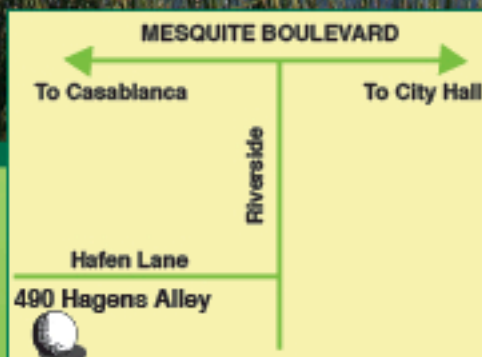 MESQUITE BOULEVARD
To Casablanca
To City Hall
Riverside
Hafen Lane
490 Hagens Alley